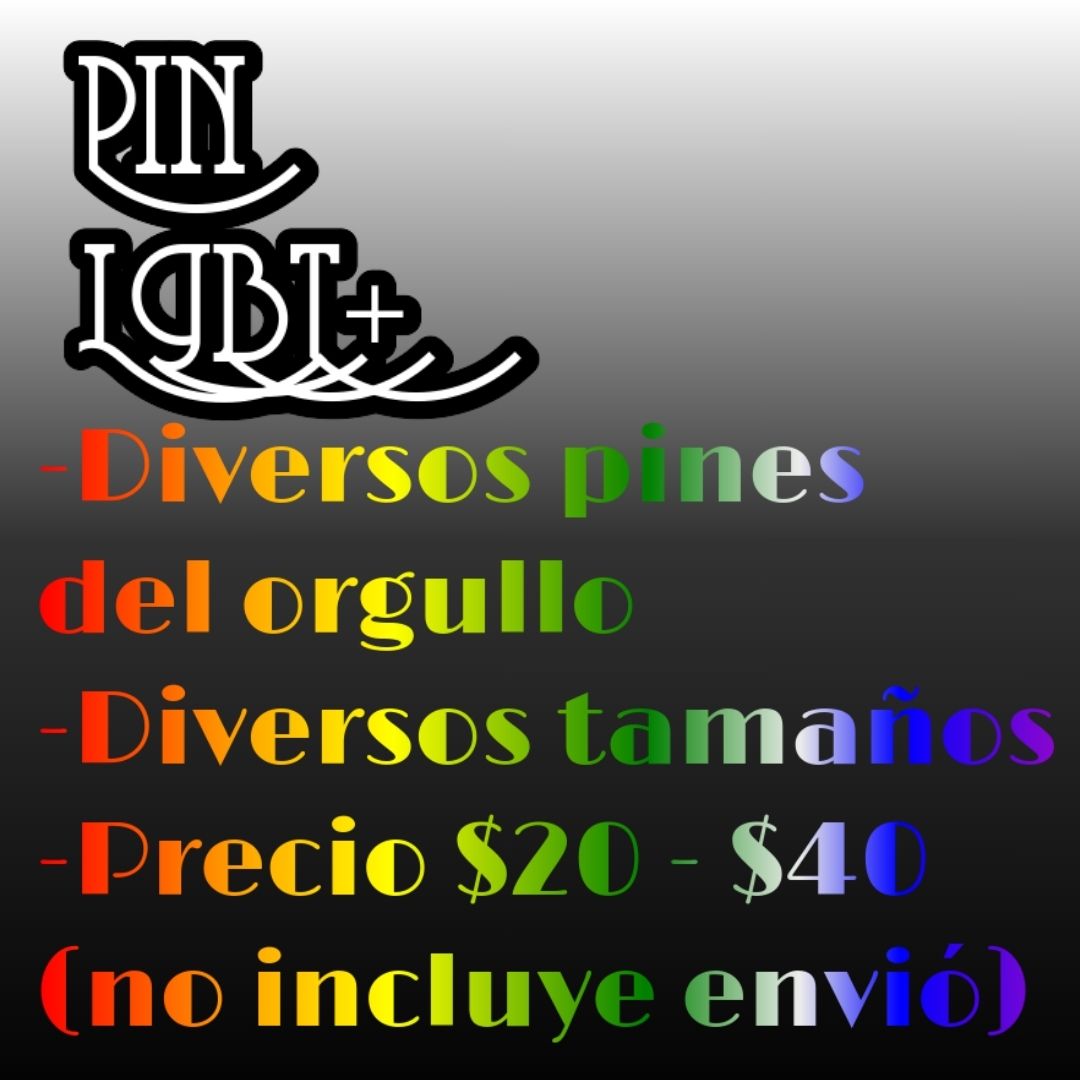 PIN
LGBT+
-Diversos pines
del orgullo
-Diversos tamaños
-Precio $20 - $40
(no incluye envió)